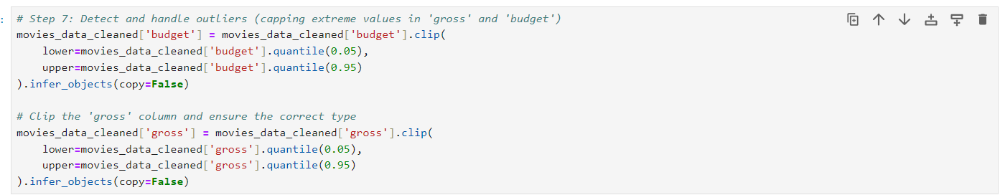 :
# Step 7: Detect and handle outliers (capping extreme values in 'gross' and 'budget')
movies_data_cleaned['budget'] = movies_data_cleaned['budget'].clip(
    lower=movies_data_cleaned['budget'].quantile(0.05),
    upper=movies_data_cleaned['budget'].quantile(0.95)
).infer_objects(copy=False)

# Clip the 'gross' column and ensure the correct type
movies_data_cleaned['gross'] = movies_data_cleaned['gross'].clip(
    lower=movies_data_cleaned['gross'].quantile(0.05),
    upper=movies_data_cleaned['gross'].quantile(0.95)
).infer_objects(copy=False)